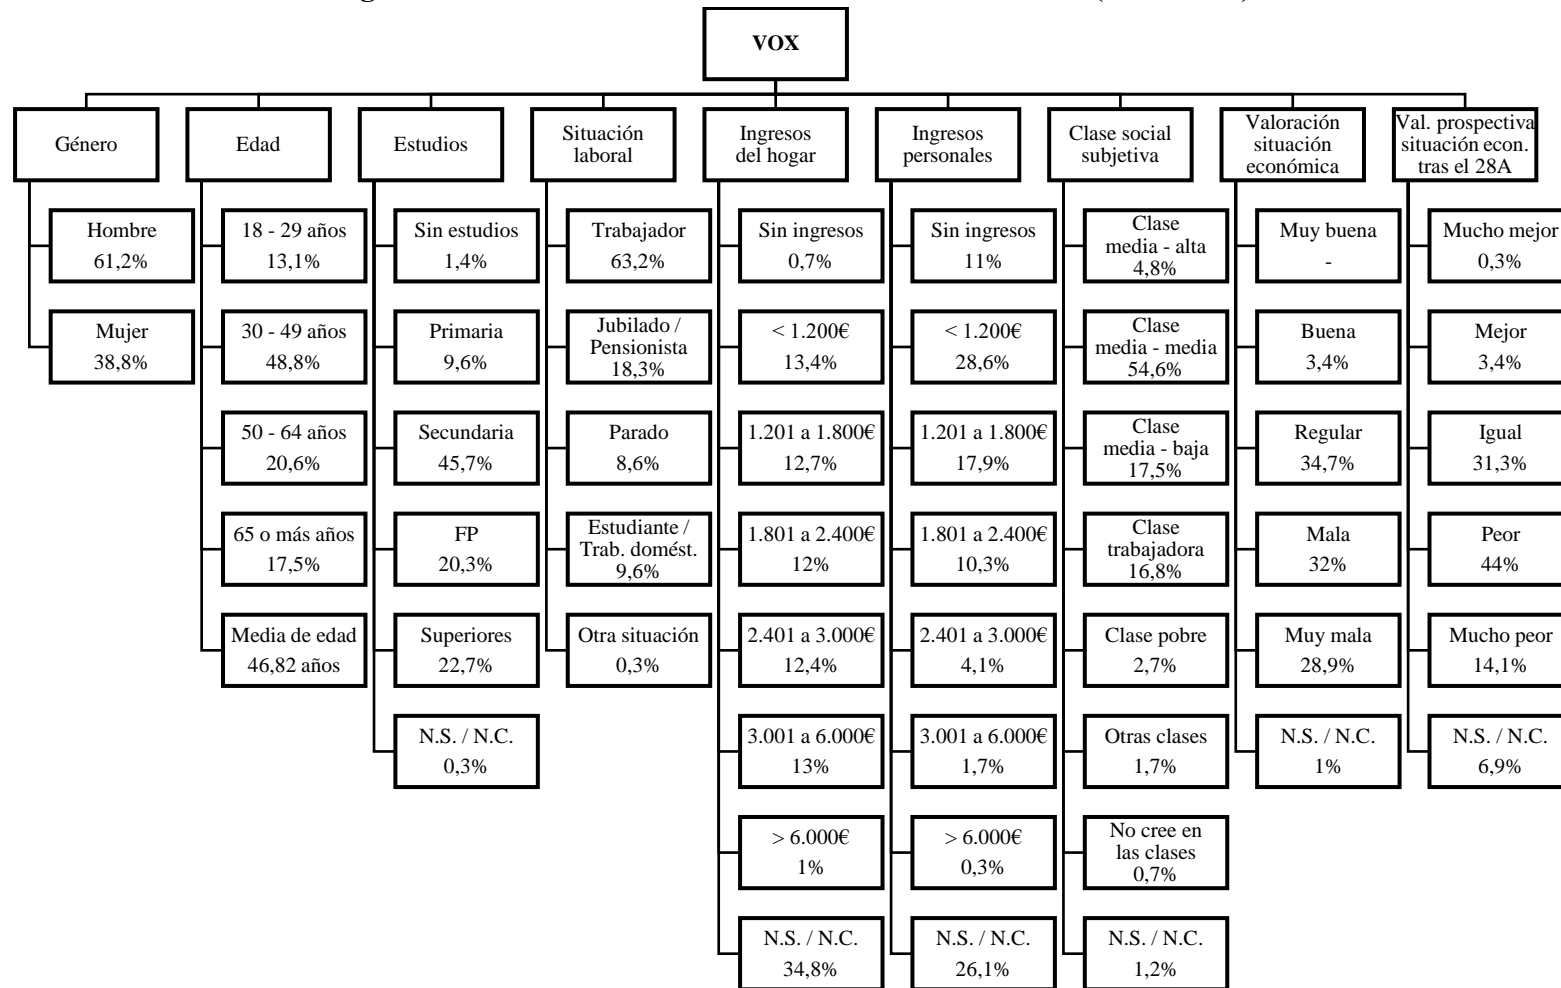 VOX
Género
Hombre
61,2%
Mujer
38,8%
Edad
18 - 29 años
13,1%
30 - 49 años
48,8%
50 - 64 años
20,6%
65 o más años
17,5%
Media de edad
46,82 años
Estudios
Sin estudios
1,4%
Primaria
9,6%
Secundaria
45,7%
FP
20,3%
Superiores
22,7%
N.S. / N.C.
0,3%
Situación
laboral
Trabajador
63,2%
Jubilado /
Pensionista
18,3%
Parado
8,6%
Estudiante /
Trab. domést.
9,6%
Otra situación
0,3%
Ingresos
del hogar
Sin ingresos
0,7%
< 1.200€
13,4%
1.201 a 1.800€
12,7%
1.801 a 2.400€
12%
2.401 a 3.000€
12,4%
3.001 a 6.000€
13%
> 6.000€
1%
N.S. / N.C.
34,8%
Ingresos
personales
Sin ingresos
11%
< 1.200€
28,6%
1.201 a 1.800€
17,9%
1.801 a 2.400€
10,3%
2.401 a 3.000€
4,1%
3.001 a 6.000€
1,7%
> 6.000€
0,3%
N.S. / N.C.
26,1%
Clase social
subjetiva
Clase
media - alta
4,8%
Clase
media - media
54,6%
Clase
media - baja
17,5%
Clase
trabajadora
16,8%
Clase pobre
2,7%
Otras clases
1,7%
No cree en
las clases
0,7%
N.S. / N.C.
1,2%
Valoración
situación
económica
Muy buena
-
Buena
3,4%
Regular
34,7%
Mala
32%
Muy mala
28,9%
N.S. / N.C.
1%
Val. prospectiva
situación econ.
tras el 28A
Mucho mejor
0,3%
Mejor
3,4%
Igual
31,3%
Peor
44%
Mucho peor
14,1%
N.S. / N.C.
6,9%